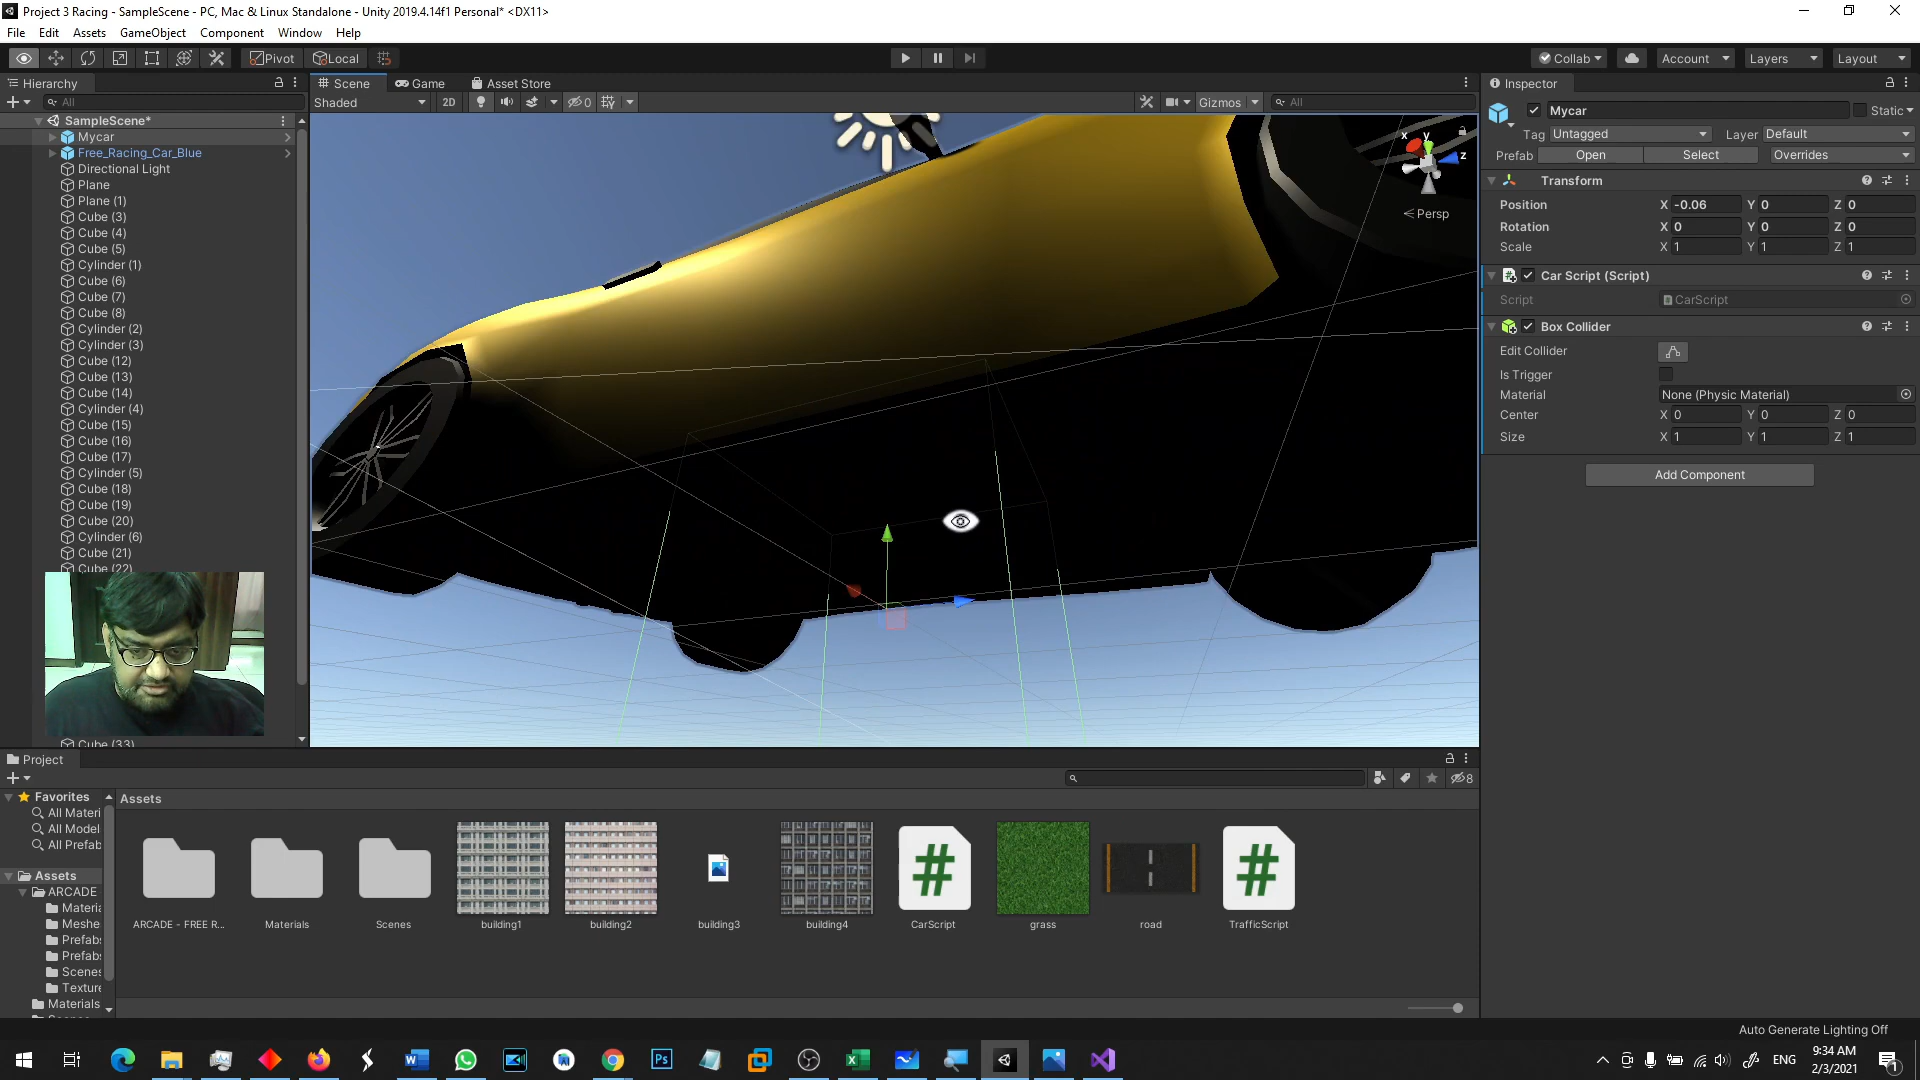 Project 3 Racing - SampleScene - PC, Mac & Linux Standalone - Unity 2019.4.14f1 Personal* <DX11>
File Edit Assets GameObject Component Window Help
Pivot Local Collab Account Layers Layout
Hierarchy
All
SampleScene*
Mycar
Free_Racing_Car_Blue
Directional Light
Plane
Plane (1)
Cube (3)
Cube (4)
Cube (5)
Cylinder (1)
Cube (6)
Cube (7)
Cube (8)
Cylinder (2)
Cylinder (3)
Cube (12)
Cube (13)
Cube (14)
Cylinder (4)
Cube (15)
Cube (16)
Cube (17)
Cylinder (5)
Cube (18)
Cube (19)
Cube (20)
Cylinder (6)
Cube (21)
Cube (22)
Cube (33)
Scene Game Asset Store
Shaded 2D 0 Gizmos All
x y z
Persp
Inspector
Mycar Static
Tag Untagged Layer Default
Prefab Open Select Overrides
Transform
Position X -0.06 Y 0 Z 0
Rotation X 0 Y 0 Z 0
Scale X 1 Y 1 Z 1
Car Script (Script)
Script CarScript
Box Collider
Edit Collider
Is Trigger
Material None (Physic Material)
Center X 0 Y 0 Z 0
Size X 1 Y 1 Z 1
Add Component
Project
8
Favorites
All Materi
All Model
All Prefab
Assets
ARCADE
Materia
Meshe
Prefabs
Prefabs
Scenes
Texture
Materials
Assets
ARCADE - FREE R... Materials Scenes building1 building2 building3 building4 CarScript grass road TrafficScript
Auto Generate Lighting Off
ENG
9:34 AM
2/3/2021
1